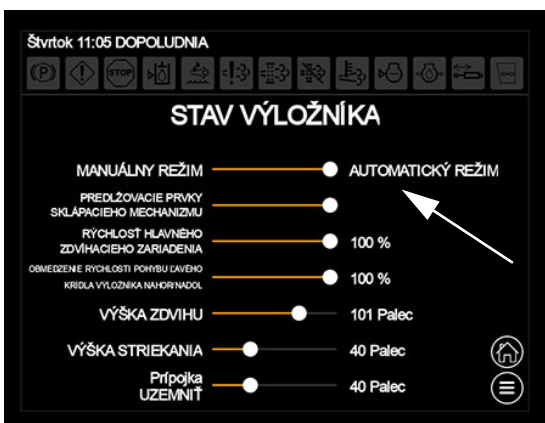 Štvrtok 11:05 DOPOLUDNIA
(P) STOP
STAV VÝLOŽNÍKA
MANUÁLNY REŽIM AUTOMATICKÝ REŽIM
PREDLŽOVACIE PRVKY
SKLÁPACIEHO MECHANIZMU
RÝCHLOSŤ HLAVNÉHO
ZDVÍHACIEHO ZARIADENIA 100 %
OBMEDZENIE RÝCHLOSTI POHYBU ĽAVÉHO
KRÍDLA VÝLOŽNÍKA NAHOR/NADOL 100 %
VÝŠKA ZDVIHU 101 Palec
VÝŠKA STRIEKANIA 40 Palec
Prípojka
UZEMNIŤ 40 Palec